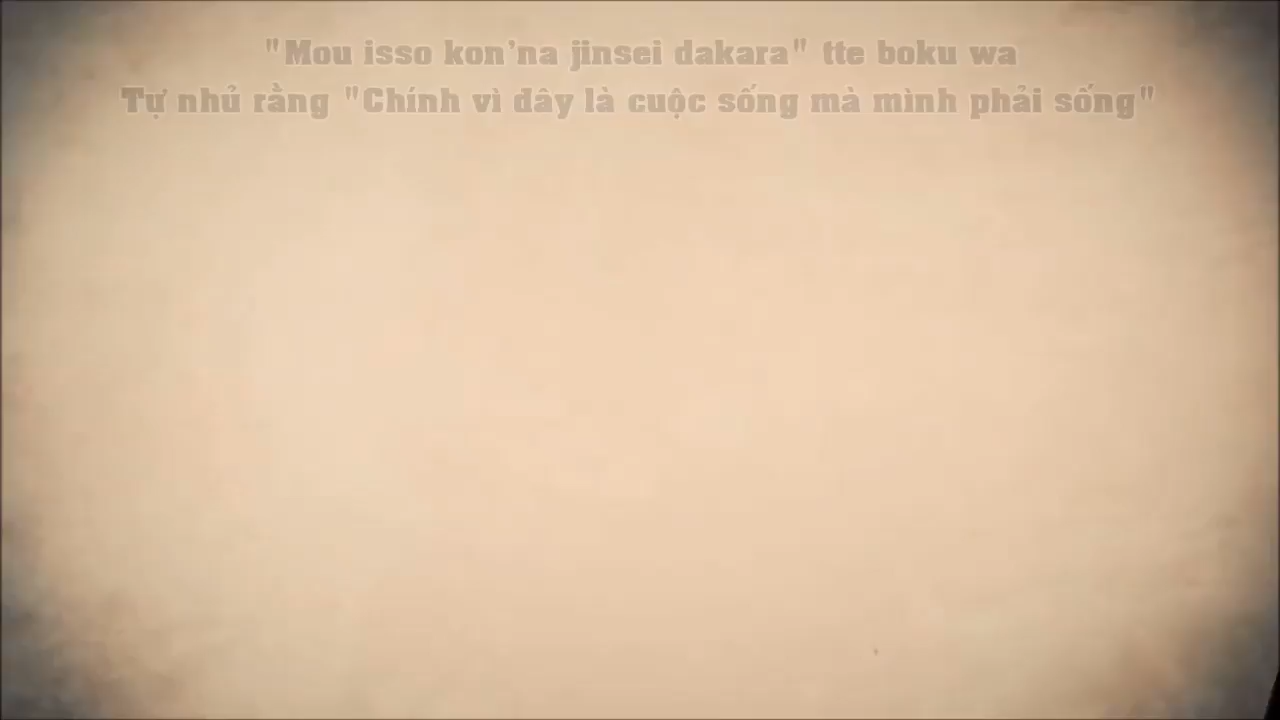 "Mou isso kon'na jinsei dakara" tte boku wa
Tự nhủ rằng "Chính vì dây là cuộc sống mà mình phải sống"